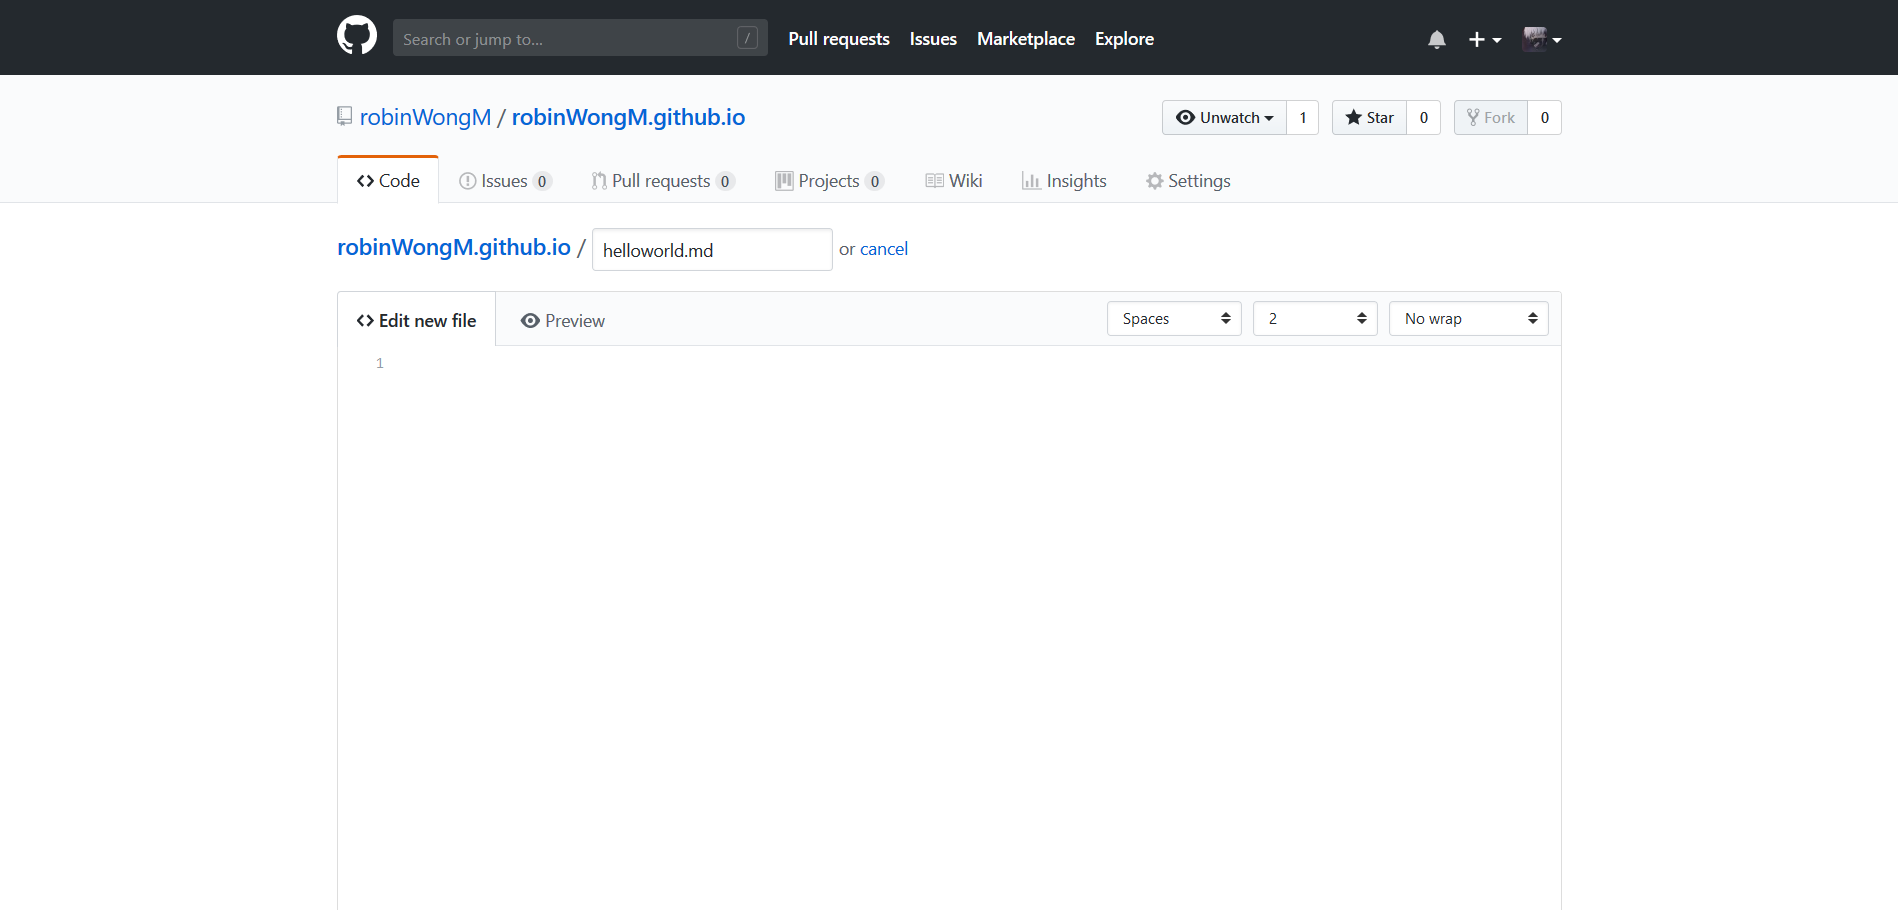 Search or jump to... / Pull requests Issues Marketplace Explore
robinWongM / robinWongM.github.io Unwatch 1 Star 0 Fork 0
Code Issues 0 Pull requests 0 Projects 0 Wiki Insights Settings
robinWongM.github.io / helloworld.md or cancel
Edit new file Preview Spaces 2 No wrap
1